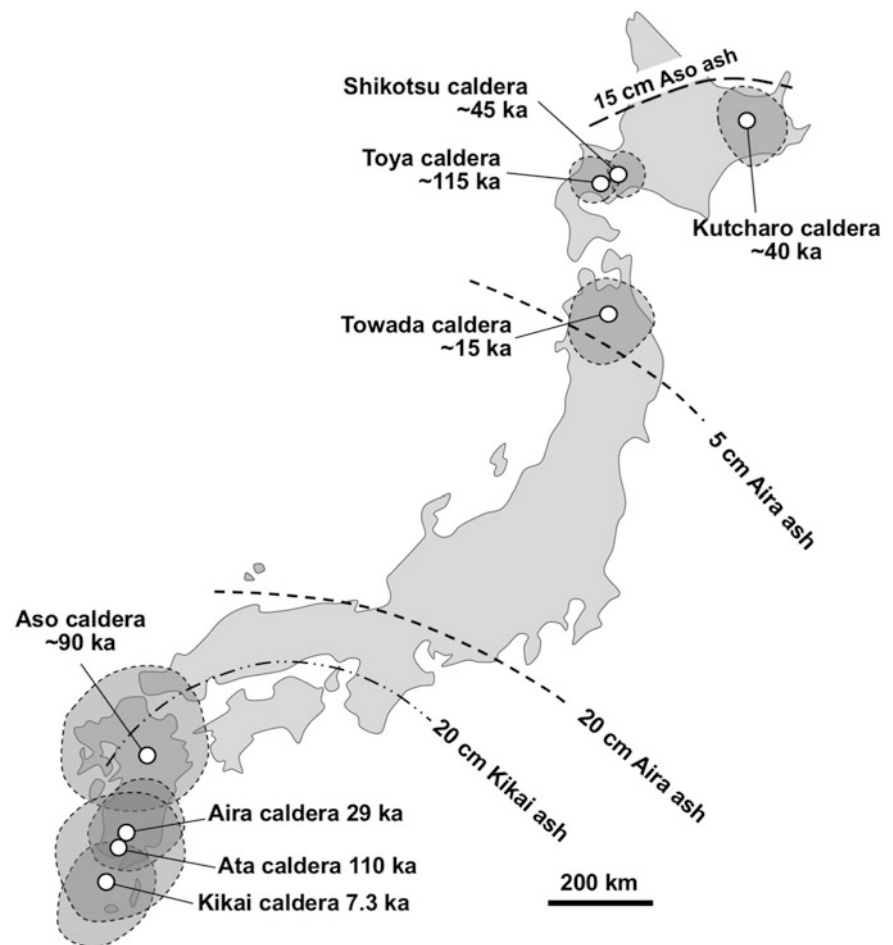 15 cm Aso ash
Shikotsu caldera
~45 ka
Toya caldera
~115 ka
Kutcharo caldera
~40 ka
Towada caldera
~15 ka
5 cm Aira ash
Aso caldera
~90 ka
20 cm Aira ash
20 cm Kikai ash
Aira caldera 29 ka
Ata caldera 110 ka
Kikai caldera 7.3 ka
200 km